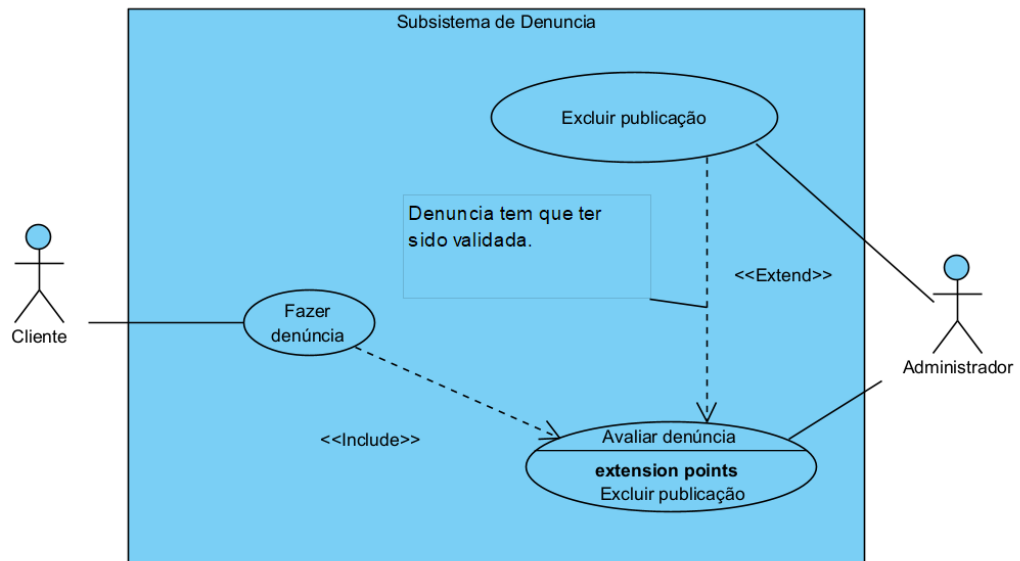 Subsistema de Denuncia
Excluir publicação
Denuncia tem que ter
sido validada.
<<Extend>>
Fazer
denúncia
Cliente
Administrador
<<Include>>
Avaliar denúncia
extension points
Excluir publicação